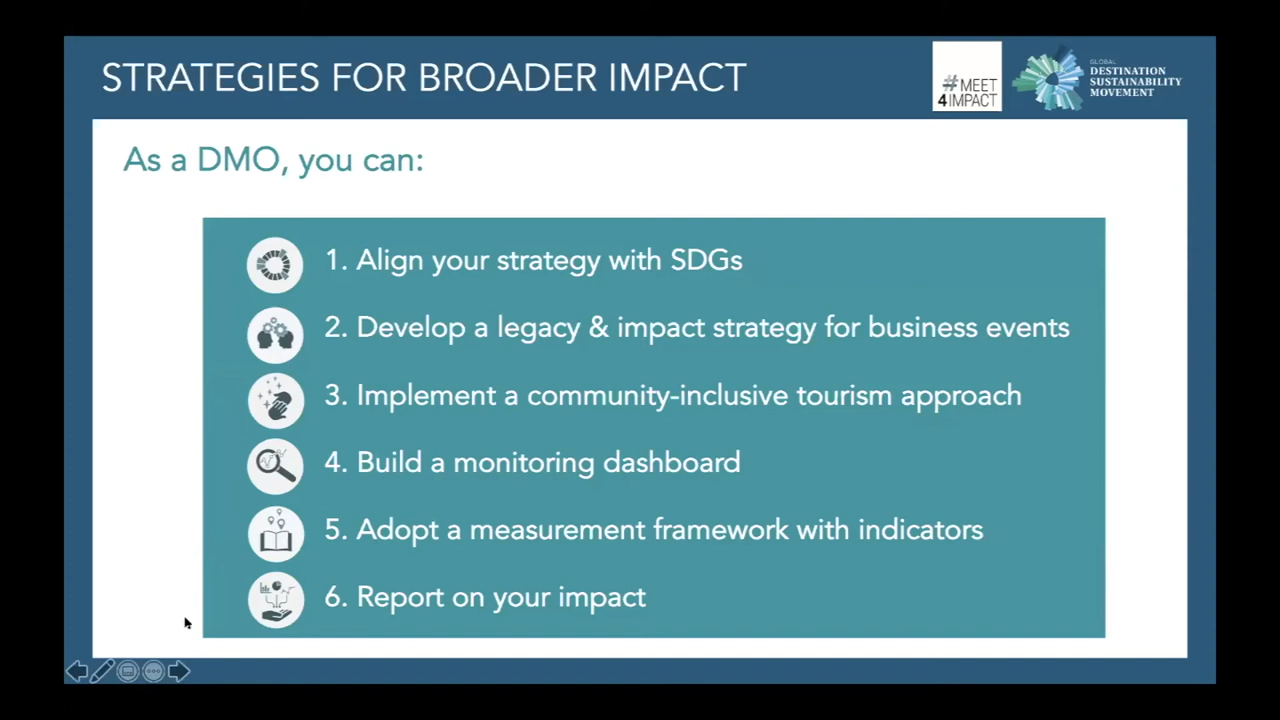 STRATEGIES FOR BROADER IMPACT
#MEET
4IMPACT
GLOBAL
DESTINATION
SUSTAINABILITY
MOVEMENT
As a DMO, you can:
1. Align your strategy with SDGs
2. Develop a legacy & impact strategy for business events
3. Implement a community-inclusive tourism approach
4. Build a monitoring dashboard
5. Adopt a measurement framework with indicators
6. Report on your impact